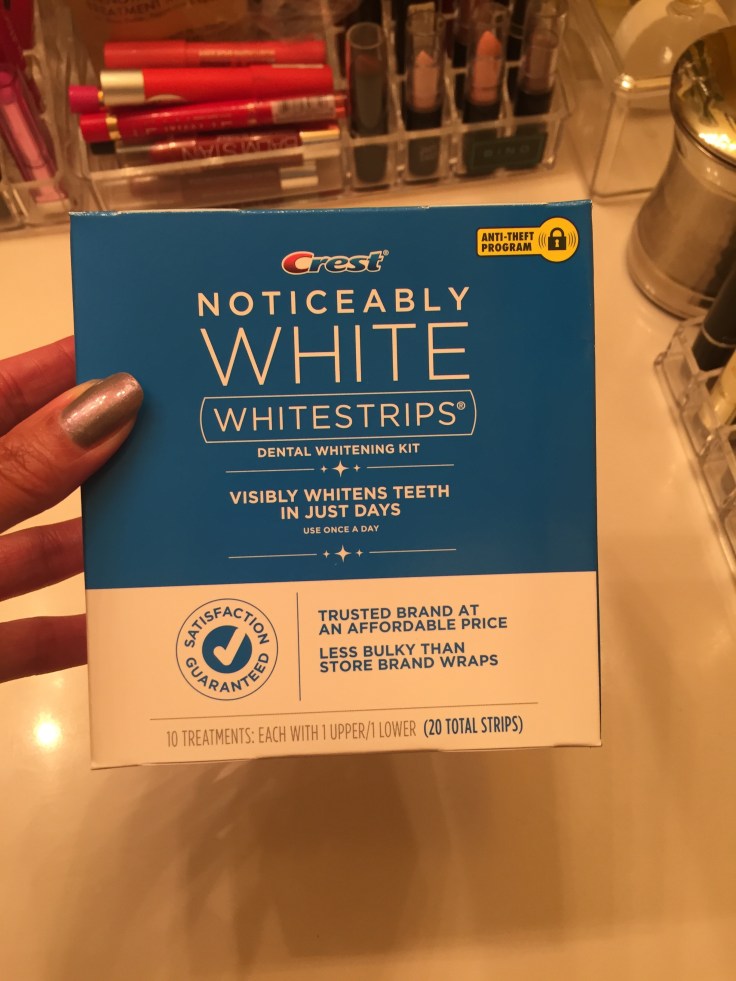 ANTI-THEFT
PROGRAM
Crest®
NOTICEABLY
WHITE
WHITESTRIPS®
DENTAL WHITENING KIT
VISIBLY WHITENS TEETH
IN JUST DAYS
USE ONCE A DAY
SATISFACTION
GUARANTEED
TRUSTED BRAND AT
AN AFFORDABLE PRICE
LESS BULKY THAN
STORE BRAND WRAPS
10 TREATMENTS: EACH WITH 1 UPPER/1 LOWER (20 TOTAL STRIPS)